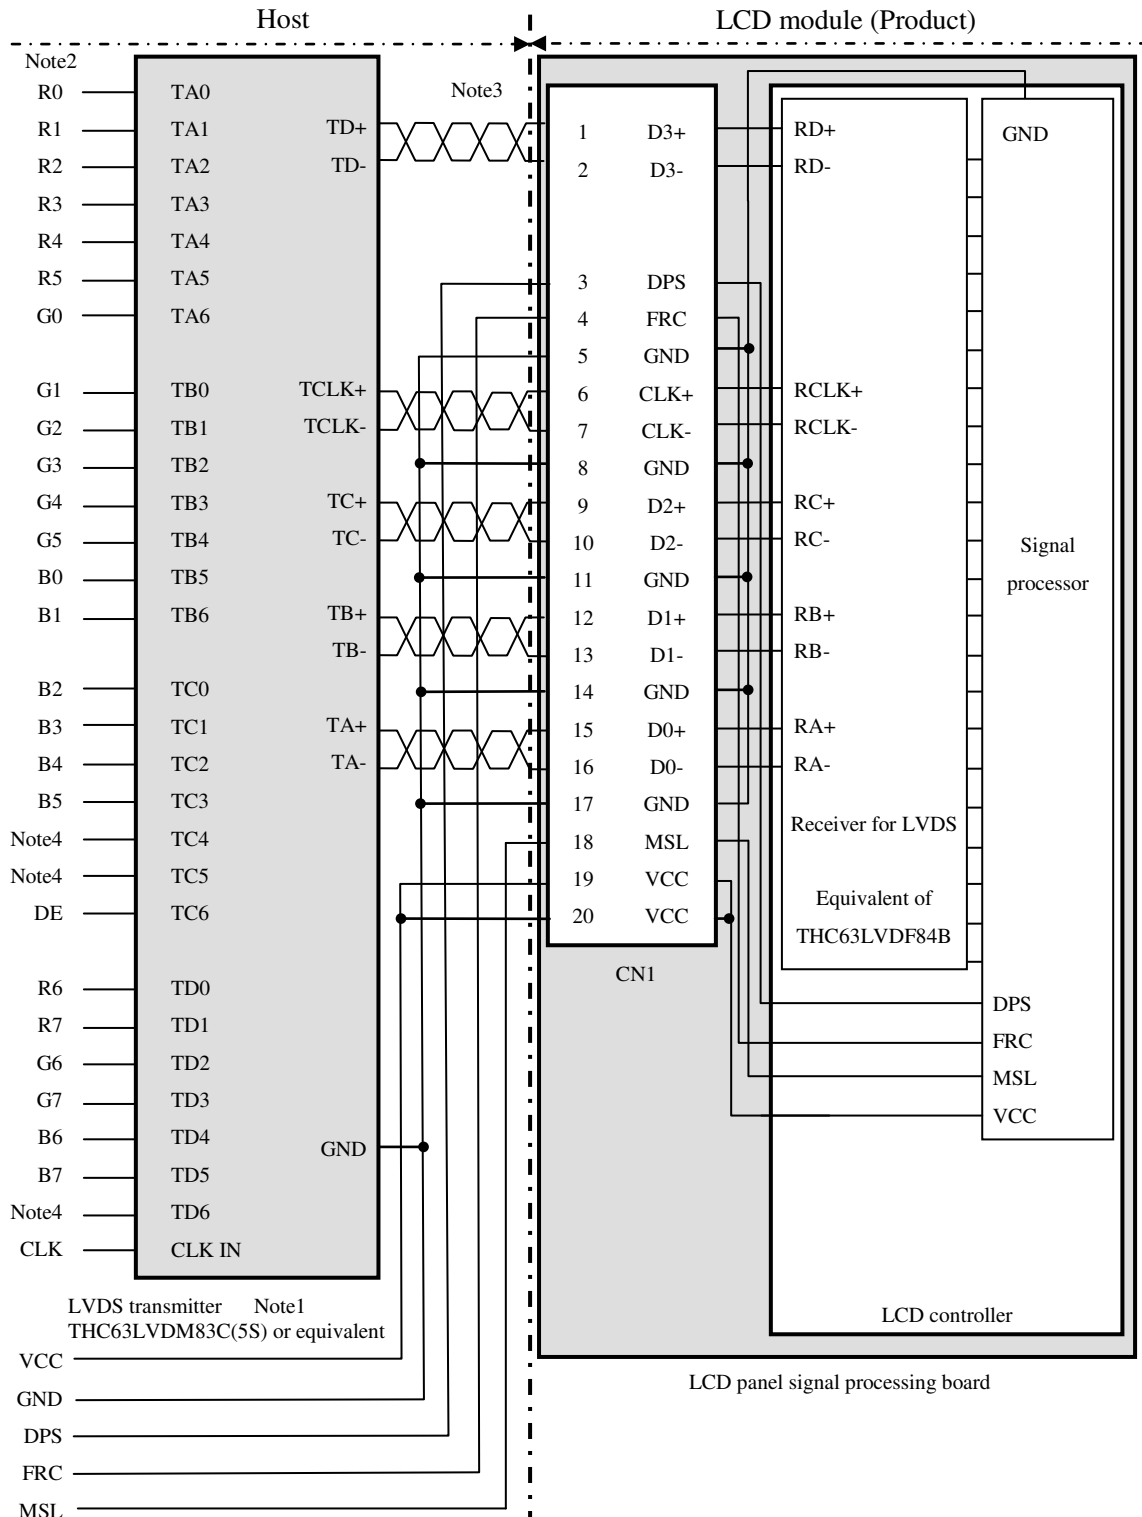 Host
LCD module (Product)
Note2
Note3
R0 TA0
R1 TA1 TD+
R2 TA2 TD-
R3 TA3
R4 TA4
R5 TA5
G0 TA6
G1 TB0 TCLK+
G2 TB1 TCLK-
G3 TB2
G4 TB3 TC+
G5 TB4 TC-
B0 TB5
B1 TB6 TB+
TB-
B2 TC0
B3 TC1 TA+
B4 TC2 TA-
B5 TC3
Note4 TC4
Note4 TC5
DE TC6
R6 TD0
R7 TD1
G6 TD2
G7 TD3
B6 TD4
GND
B7 TD5
Note4 TD6
CLK CLK IN
LVDS transmitter Note1
THC63LVDM83C(5S) or equivalent
VCC
GND
DPS
FRC
MSL
1 D3+
2 D3-
3 DPS
4 FRC
5 GND
6 CLK+
7 CLK-
8 GND
9 D2+
10 D2-
11 GND
12 D1+
13 D1-
14 GND
15 D0+
16 D0-
17 GND
18 MSL
19 VCC
20 VCC
CN1
RD+
RD-
RCLK+
RCLK-
RC+
RC-
RB+
RB-
RA+
RA-
Receiver for LVDS
Equivalent of
THC63LVDF84B
GND
Signal
processor
DPS
FRC
MSL
VCC
LCD controller
LCD panel signal processing board